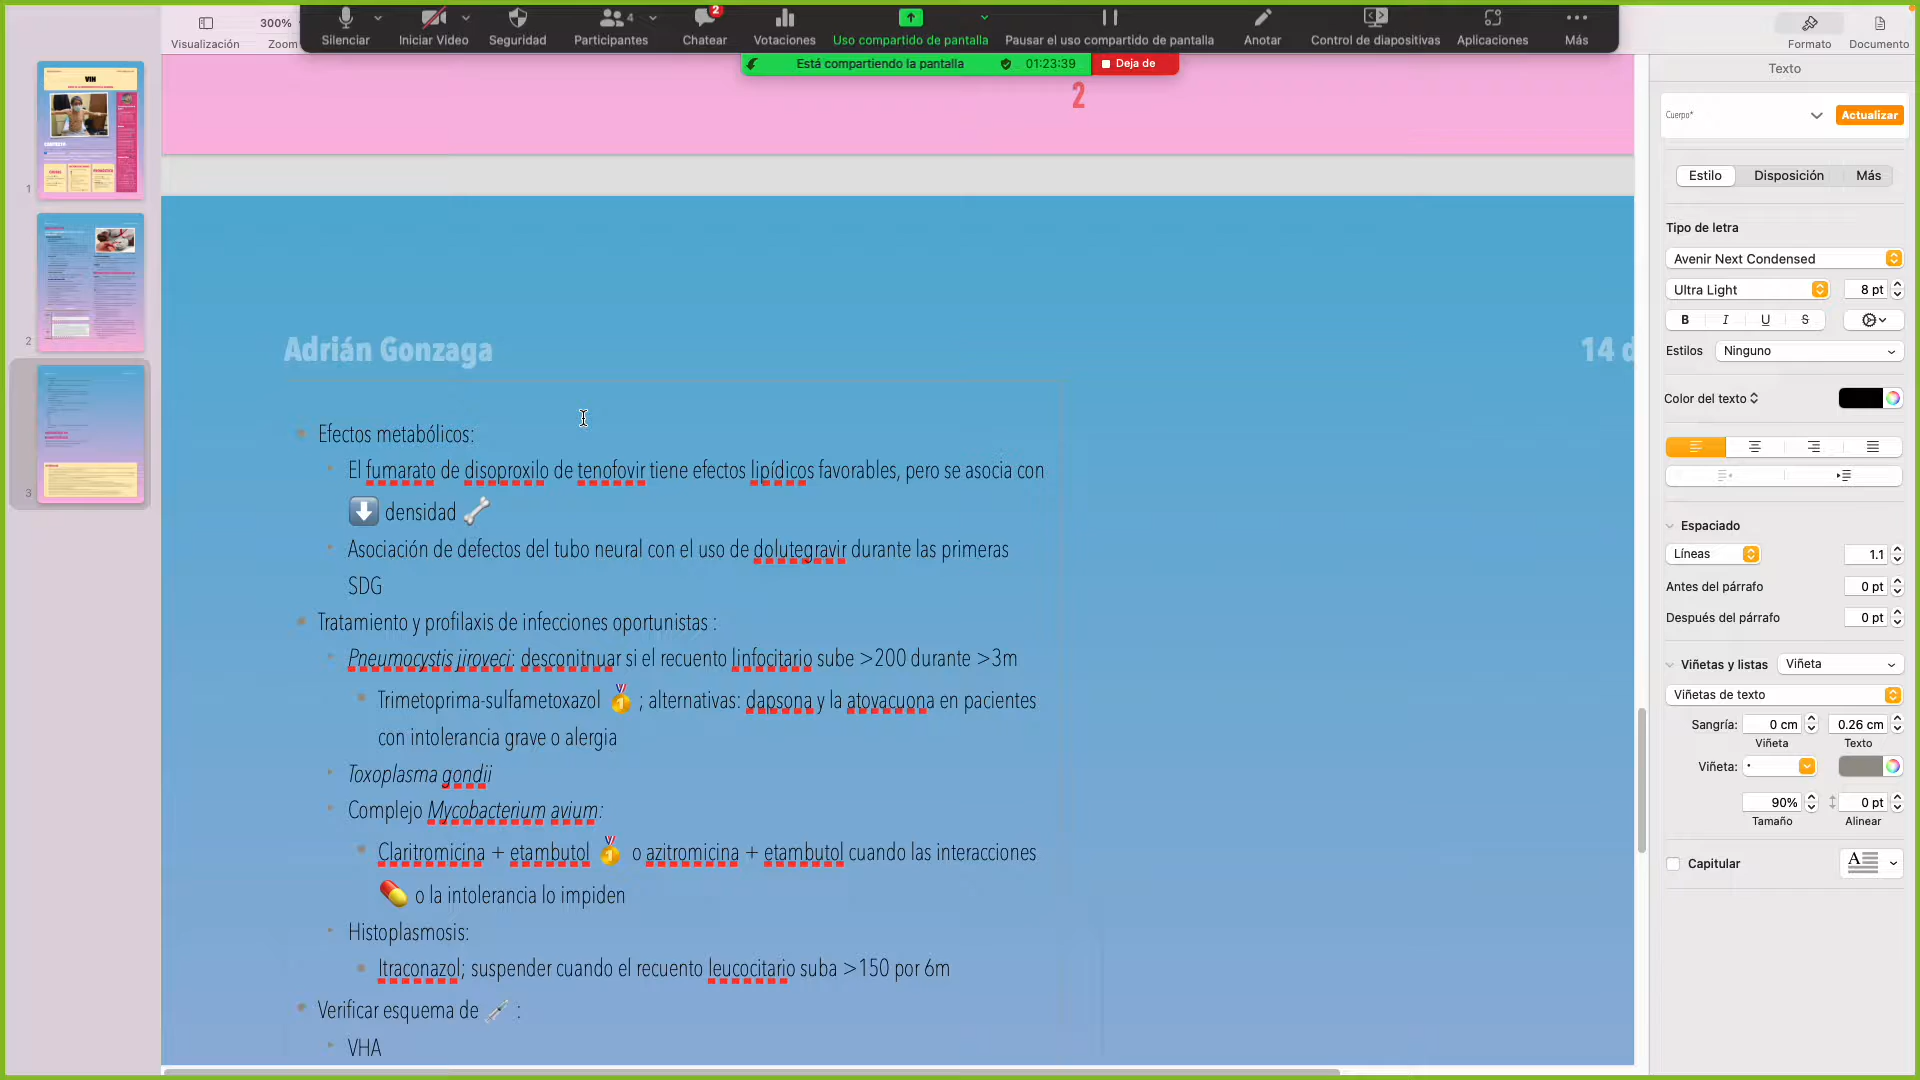 300%
Visualización
Zoom
Silenciar
Iniciar Video
Seguridad
4
Participantes
2
Chatear
Votaciones
Uso compartido de pantalla
Pausar el uso compartido de pantalla
Anotar
Control de diapositivas
Aplicaciones
Más
Está compartiendo la pantalla
01:23:39
Deja de
Formato
Documento
1
VIH
2
3
2
Adrián Gonzaga
14 d
Efectos metabólicos:
El fumarato de disoproxilo de tenofovir tiene efectos lipídicos favorables, pero se asocia con
⬇️ densidad 🦴
Asociación de defectos del tubo neural con el uso de dolutegravir durante las primeras
SDG
Tratamiento y profilaxis de infecciones oportunistas :
Pneumocystis jiroveci: desconitnuar si el recuento linfocitario sube >200 durante >3m
Trimetoprima-sulfametoxazol 🥇 ; alternativas: dapsona y la atovacuona en pacientes
con intolerancia grave o alergia
Toxoplasma gondii
Complejo Mycobacterium avium:
Claritromicina + etambutol 🥇 o azitromicina + etambutol cuando las interacciones
💊 o la intolerancia lo impiden
Histoplasmosis:
Itraconazol; suspender cuando el recuento leucocitario suba >150 por 6m
Verificar esquema de 💉 :
VHA
Texto
Cuerpo*
Actualizar
Estilo
Disposición
Más
Tipo de letra
Avenir Next Condensed
Ultra Light
8 pt
B I U S
Estilos
Ninguno
Color del texto
Espaciado
Líneas
1.1
Antes del párrafo
0 pt
Después del párrafo
0 pt
Viñetas y listas
Viñeta
Viñetas de texto
Sangría:
0 cm
0.26 cm
Viñeta
Texto
Viñeta:
•
90%
0 pt
Tamaño
Alinear
Capitular
A